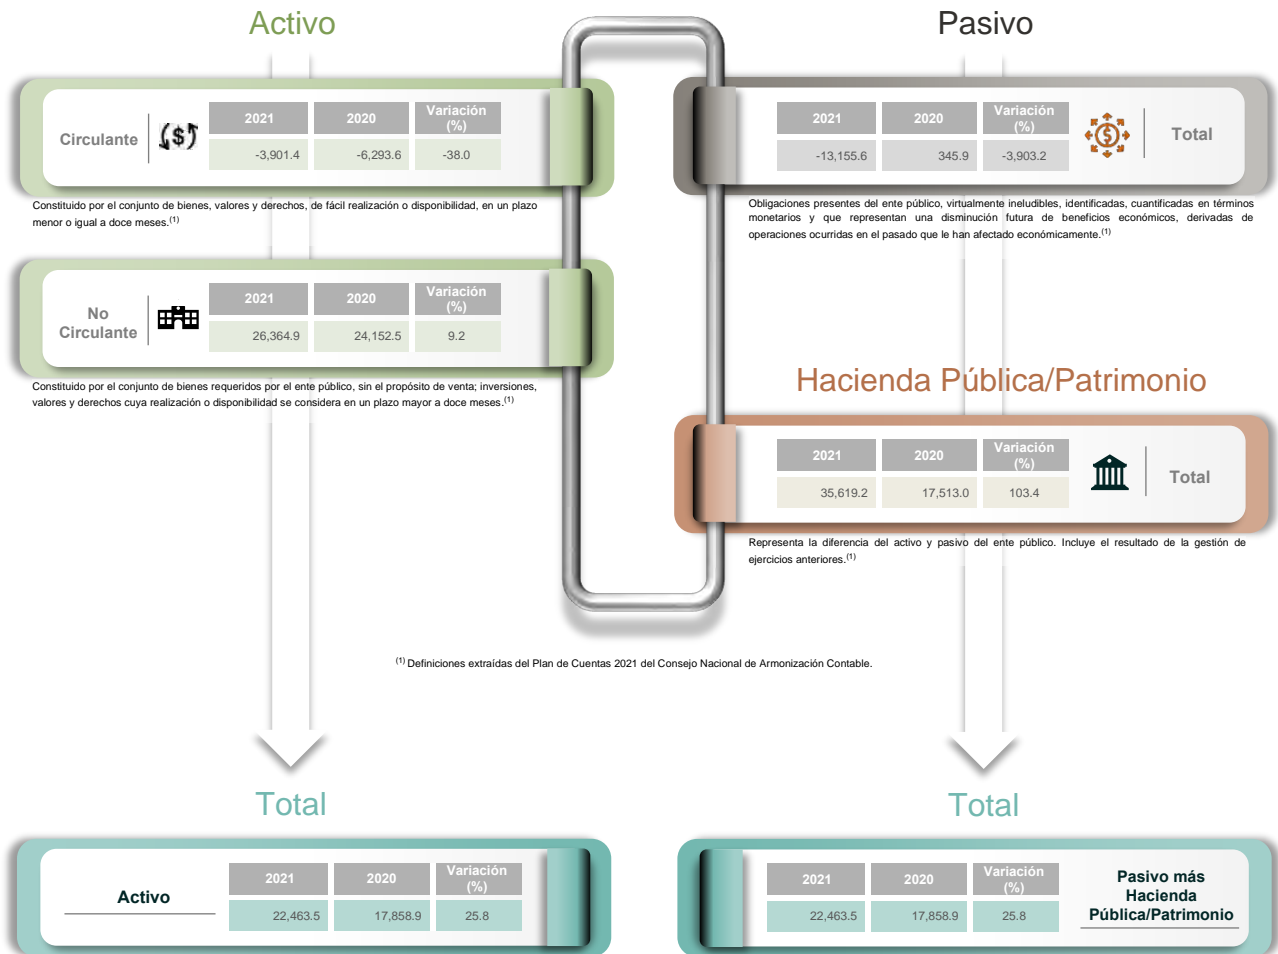 Activo
Circulante
2021 2020 Variación (%)
-3,901.4 -6,293.6 -38.0
Constituido por el conjunto de bienes, valores y derechos, de fácil realización o disponibilidad, en un plazo
menor o igual a doce meses.(1)
No
Circulante
2021 2020 Variación (%)
26,364.9 24,152.5 9.2
Constituido por el conjunto de bienes requeridos por el ente público, sin el propósito de venta; inversiones,
valores y derechos cuya realización o disponibilidad se considera en un plazo mayor a doce meses.(1)
Pasivo
2021 2020 Variación (%)
-13,155.6 345.9 -3,903.2
Total
Obligaciones presentes del ente público, virtualmente ineludibles, identificadas, cuantificadas en términos
monetarios y que representan una disminución futura de beneficios económicos, derivadas de
operaciones ocurridas en el pasado que le han afectado económicamente.(1)
Hacienda Pública/Patrimonio
2021 2020 Variación (%)
35,619.2 17,513.0 103.4
Total
Representa la diferencia del activo y pasivo del ente público. Incluye el resultado de la gestión de
ejercicios anteriores.(1)
(1) Definiciones extraídas del Plan de Cuentas 2021 del Consejo Nacional de Armonización Contable.
Total
Activo
2021 2020 Variación (%)
22,463.5 17,858.9 25.8
Total
2021 2020 Variación (%)
22,463.5 17,858.9 25.8
Pasivo más
Hacienda
Pública/Patrimonio